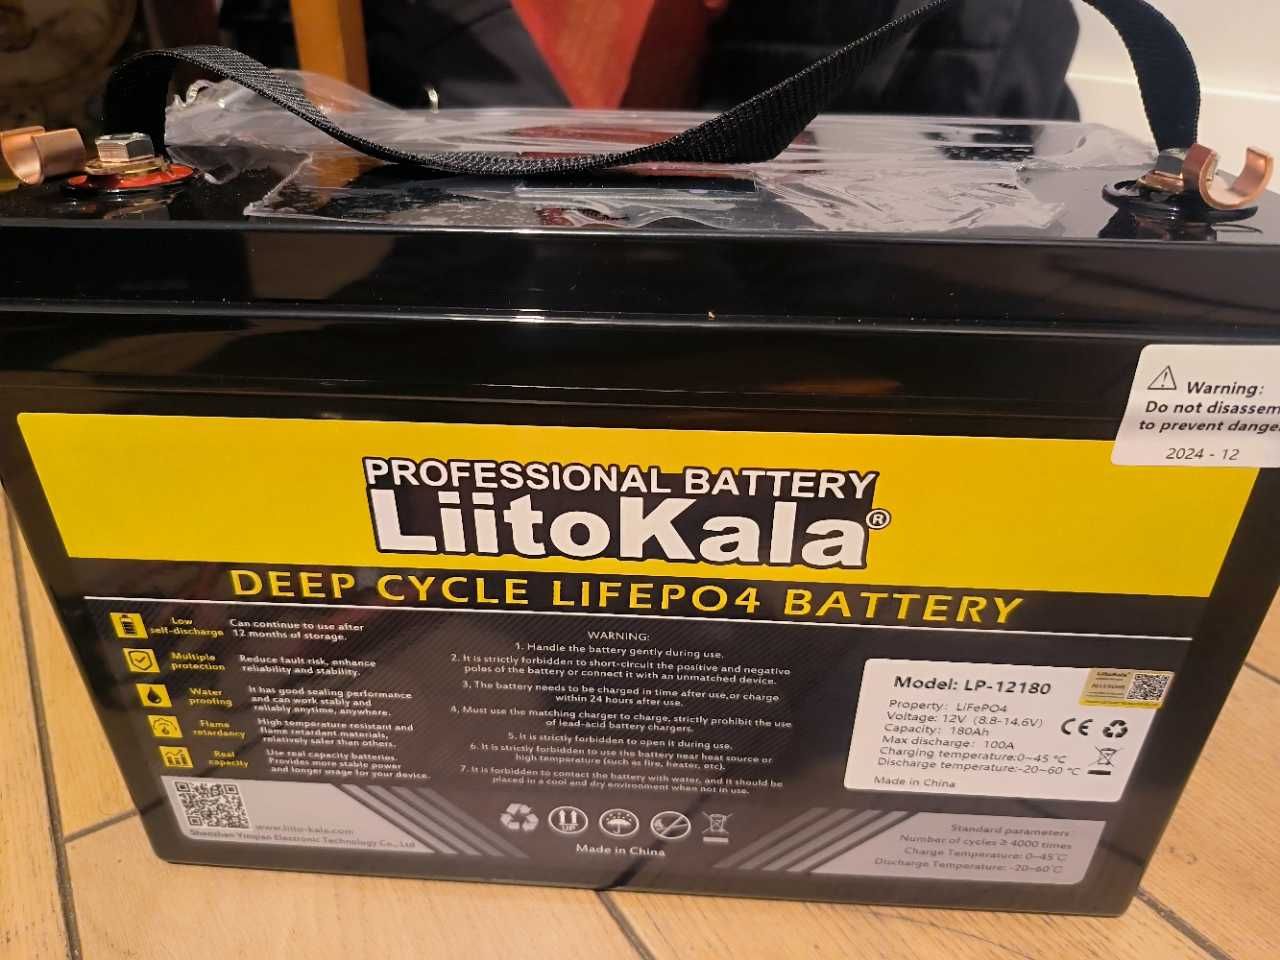 Warning:
Do not disassem
to prevent dange
2024 - 12
PROFESSIONAL BATTERY
LiitoKala®
DEEP CYCLE LIFEPO4 BATTERY
Low
self-discharge
Can continue to use after
12 months of storage.
Multiple
protection
Reduce fault risk, enhance
reliability and stability.
Water
proofing
It has good sealing performance
and can work stably and
reliably anytime, anywhere.
Flame
retardancy
High temperature resistant and
flame retardant materials,
relatively safer than others.
Real
capacity
Use real capacity batteries.
Provides more stable power
and longer usage for your device.
WARNING:
1. Handle the battery gently during use.
2. It is strictly forbidden to short-circuit the positive and negative
poles of the battery or connect it with an unmatched device.
3. The battery needs to be charged in time after use,or charge
within 24 hours after use.
4. Must use the matching charger to charge, strictly prohibit the use
of lead-acid battery chargers.
5. It is strictly forbidden to open it during use.
6. It is strictly forbidden to use the battery near heat source or
high temperature (such as fire, heater, etc).
7. It is forbidden to contact the battery with water, and it should be
placed in a cool and dry environment when not in use.
Model: LP-12180
Property: LiFePO4
Voltage: 12V (8.8-14.6V)
Capacity: 180Ah
Max discharge: 100A
Charging temperature:0~45 ℃
Discharge temperature:-20~60 ℃
Made in China
LiitoKala
CE
www.liito-kala.com
Shenzhen Yinqian Electronic Technology Co., Ltd
Made in China
Standard parameters:
Number of cycles ≥ 4000 times
Charge Temperature: 0~45℃
Discharge Temperature: -20~60℃